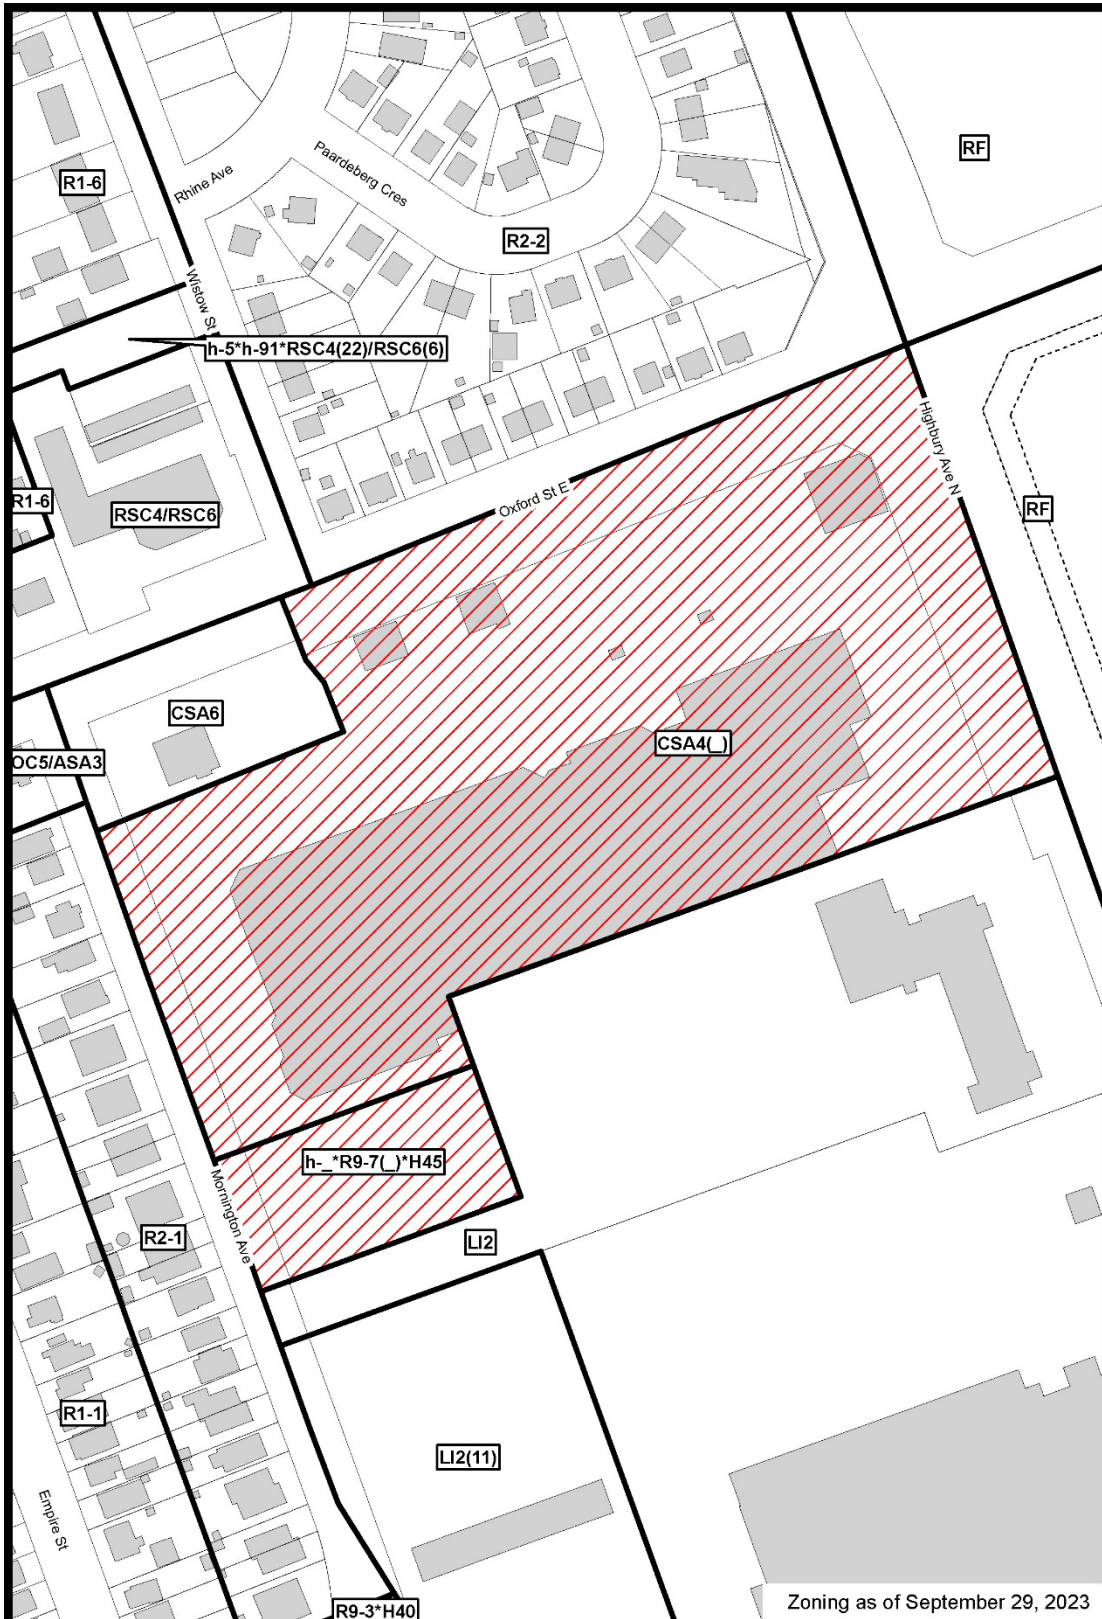 RF
Paardeberg Cres
R1-6
Rhine Ave
R2-2
Wistow St
h-5*h-91*RSC4(22)/RSC6(6)
Highbury Ave N
R1-6
Oxford St E
RSC4/RSC6
RF
CSA6
CSA4(_)
OC5/ASA3
h-_*R9-7(_)*H45
Mornington Ave
R2-1
LI2
R1-1
LI2(11)
Empire St
R9-3*H40
Zoning as of September 29, 2023